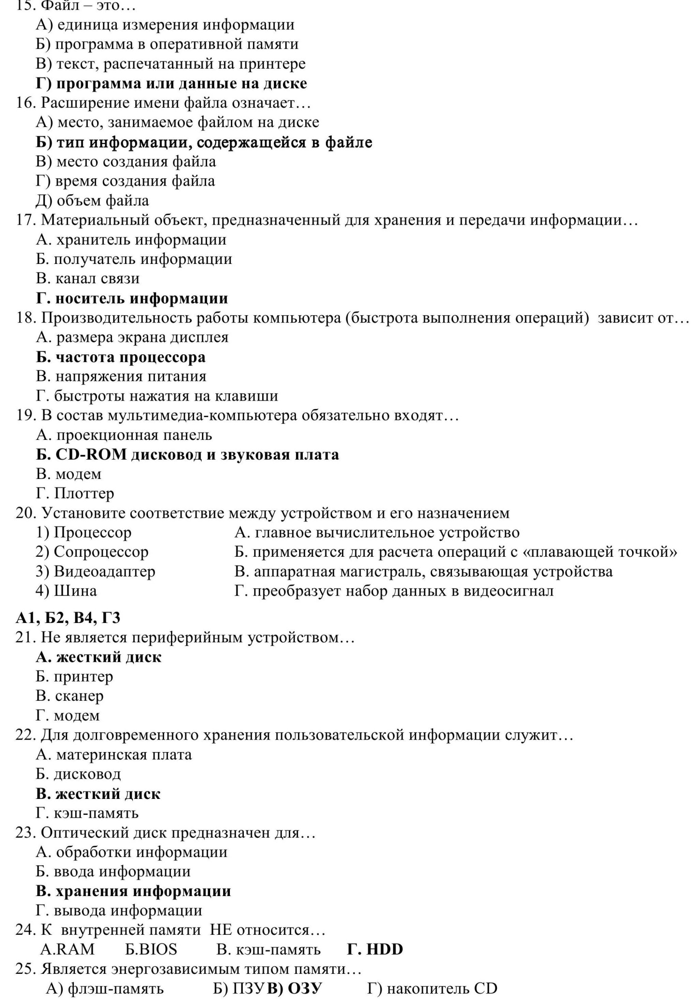 15. Файл – это…
А) единица измерения информации
Б) программа в оперативной памяти
В) текст, распечатанный на принтере
Г) программа или данные на диске
16. Расширение имени файла означает…
А) место, занимаемое файлом на диске
Б) тип информации, содержащейся в файле
В) место создания файла
Г) время создания файла
Д) объем файла
17. Материальный объект, предназначенный для хранения и передачи информации…
А. хранитель информации
Б. получатель информации
В. канал связи
Г. носитель информации
18. Производительность работы компьютера (быстрота выполнения операций) зависит от…
А. размера экрана дисплея
Б. частота процессора
В. напряжения питания
Г. быстроты нажатия на клавиши
19. В состав мультимедиа-компьютера обязательно входят…
А. проекционная панель
Б. CD-ROM дисковод и звуковая плата
В. модем
Г. Плоттер
20. Установите соответствие между устройством и его назначением
1) Процессор А. главное вычислительное устройство
2) Сопроцессор Б. применяется для расчета операций с «плавающей точкой»
3) Видеоадаптер В. аппаратная магистраль, связывающая устройства
4) Шина Г. преобразует набор данных в видеосигнал
А1, Б2, В4, Г3
21. Не является периферийным устройством…
А. жесткий диск
Б. принтер
В. сканер
Г. модем
22. Для долговременного хранения пользовательской информации служит…
А. материнская плата
Б. дисковод
В. жесткий диск
Г. кэш-память
23. Оптический диск предназначен для…
А. обработки информации
Б. ввода информации
В. хранения информации
Г. вывода информации
24. К внутренней памяти НЕ относится…
А.RAM Б.BIOS В. кэш-память Г. HDD
25. Является энергозависимым типом памяти…
А) флэш-память Б) ПЗУ В) ОЗУ Г) накопитель CD